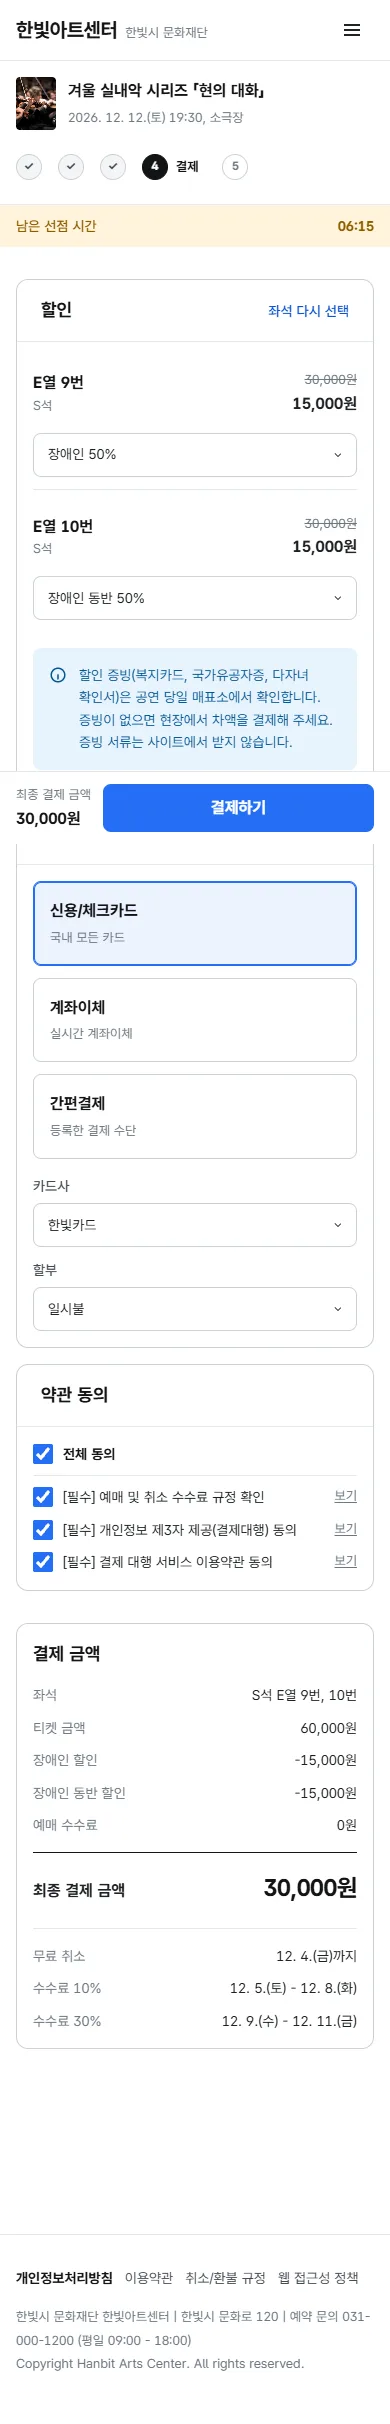 한빛아트센터 한빛시 문화재단
겨울 실내악 시리즈 「현의 대화」
2026. 12. 12.(토) 19:30, 소극장
4 결제 5
남은 선점 시간 06:15
할인 좌석 다시 선택
E열 9번 30,000원
S석 15,000원
장애인 50%
E열 10번 30,000원
S석 15,000원
장애인 동반 50%
할인 증빙(복지카드, 국가유공자증, 다자녀
확인서)은 공연 당일 매표소에서 확인합니다.
증빙이 없으면 현장에서 차액을 결제해 주세요.
증빙 서류는 사이트에서 받지 않습니다.
최종 결제 금액
30,000원
결제하기
신용/체크카드
국내 모든 카드
계좌이체
실시간 계좌이체
간편결제
등록한 결제 수단
카드사
한빛카드
할부
일시불
약관 동의
전체 동의
[필수] 예매 및 취소 수수료 규정 확인 보기
[필수] 개인정보 제3자 제공(결제대행) 동의 보기
[필수] 결제 대행 서비스 이용약관 동의 보기
결제 금액
좌석 S석 E열 9번, 10번
티켓 금액 60,000원
장애인 할인 -15,000원
장애인 동반 할인 -15,000원
예매 수수료 0원
최종 결제 금액 30,000원
무료 취소 12. 4.(금)까지
수수료 10% 12. 5.(토) - 12. 8.(화)
수수료 30% 12. 9.(수) - 12. 11.(금)
개인정보처리방침 이용약관 취소/환불 규정 웹 접근성 정책
한빛시 문화재단 한빛아트센터 | 한빛시 문화로 120 | 예약 문의 031-
000-1200 (평일 09:00 - 18:00)
Copyright Hanbit Arts Center. All rights reserved.